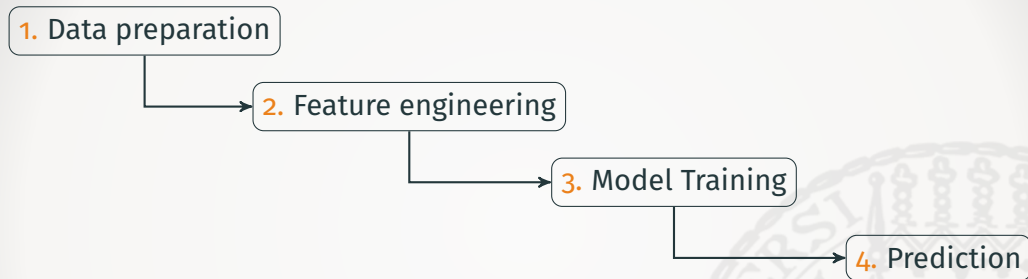 1. Data preparation
2. Feature engineering
3. Model Training
4. Prediction